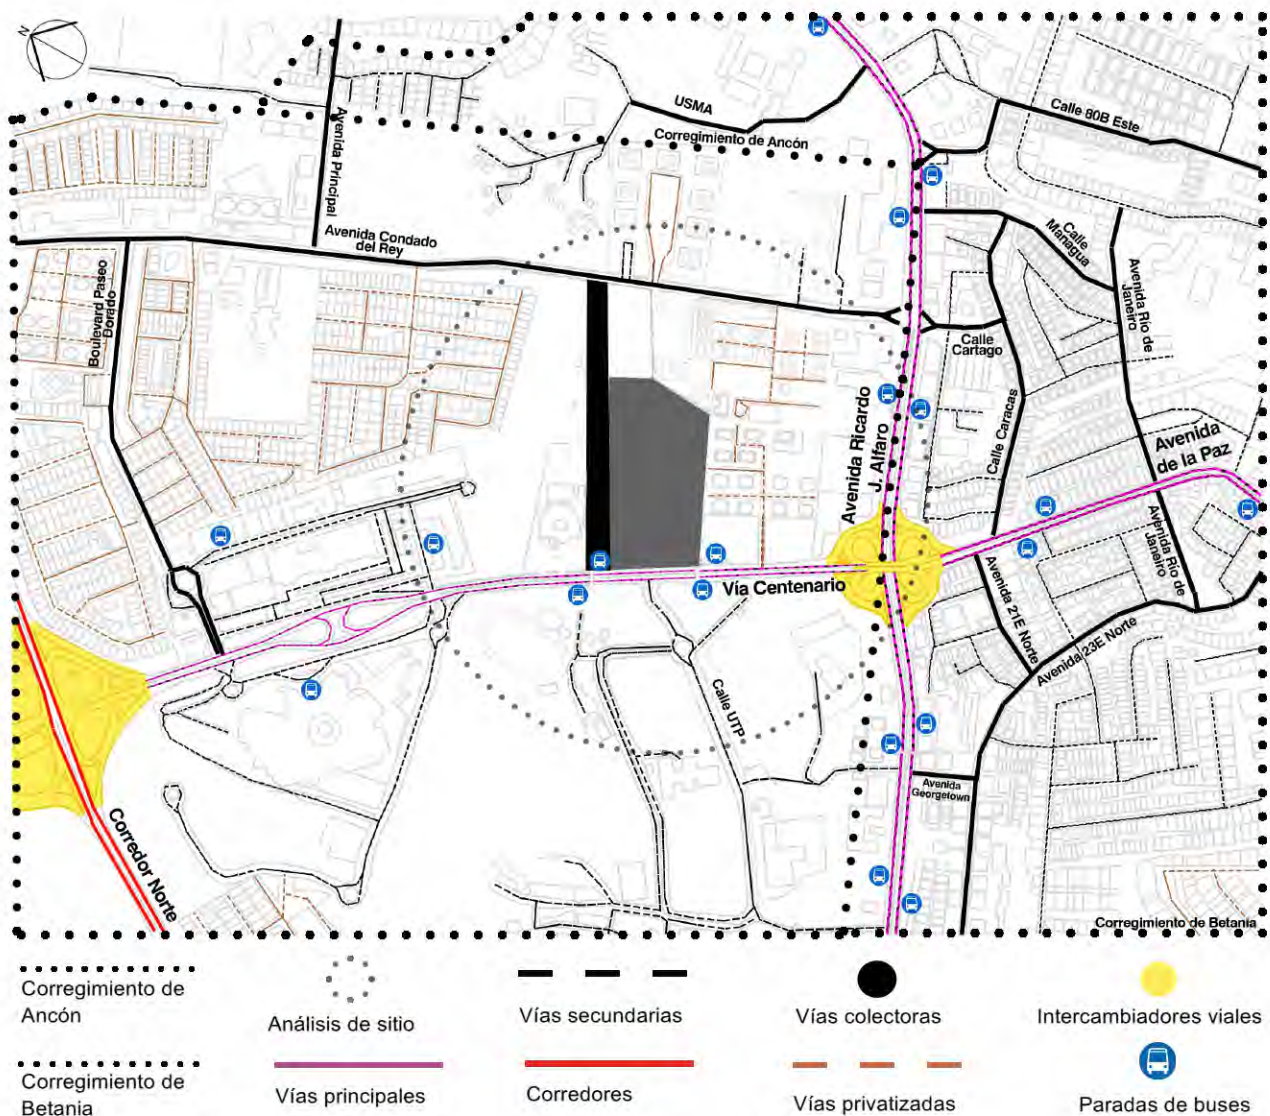 N
USMA
Calle 80B Este
Corregimiento de Ancón
Avenida Principal
Avenida Condado
del Rey
Calle
Managua
Avenida Río de
Janeiro
Boulevard Paseo
Dorado
Calle
Cartago
Avenida Ricardo
J. Alfaro
Calle Caracas
Avenida
de la Paz
Avenida Río de
Janeiro
Vía Centenario
Avenida 21E Norte
Avenida 23E Norte
Calle UTP
Avenida
Georgetown
Corredor Norte
Corregimiento de Betania
Corregimiento de
Ancón
Análisis de sitio
Vías secundarias
Vías colectoras
Intercambiadores viales
Corregimiento de
Betania
Vías principales
Corredores
Vías privatizadas
Paradas de buses